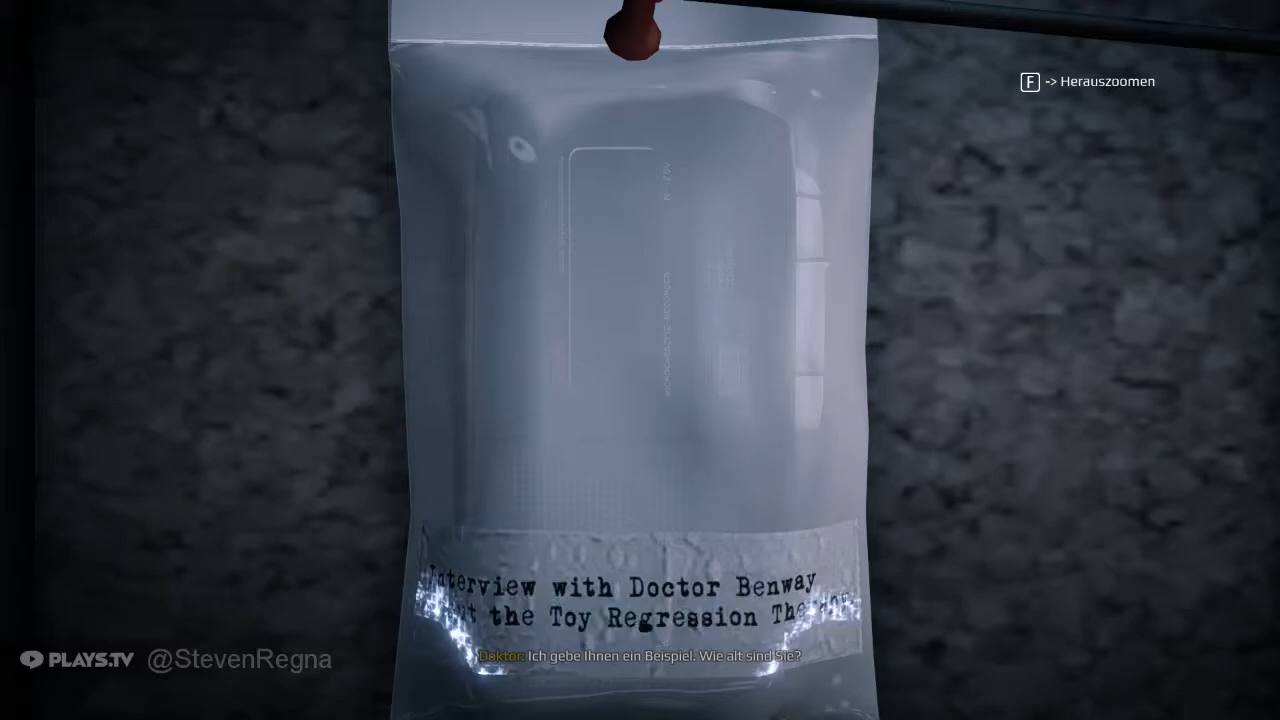 F -> Herauszoomen
Interview with Doctor Benway
the Toy Regression
Doktor: Ich gebe Ihnen ein Beispiel. Wie alt sind Sie?
PLAYS.TV @StevenRegna